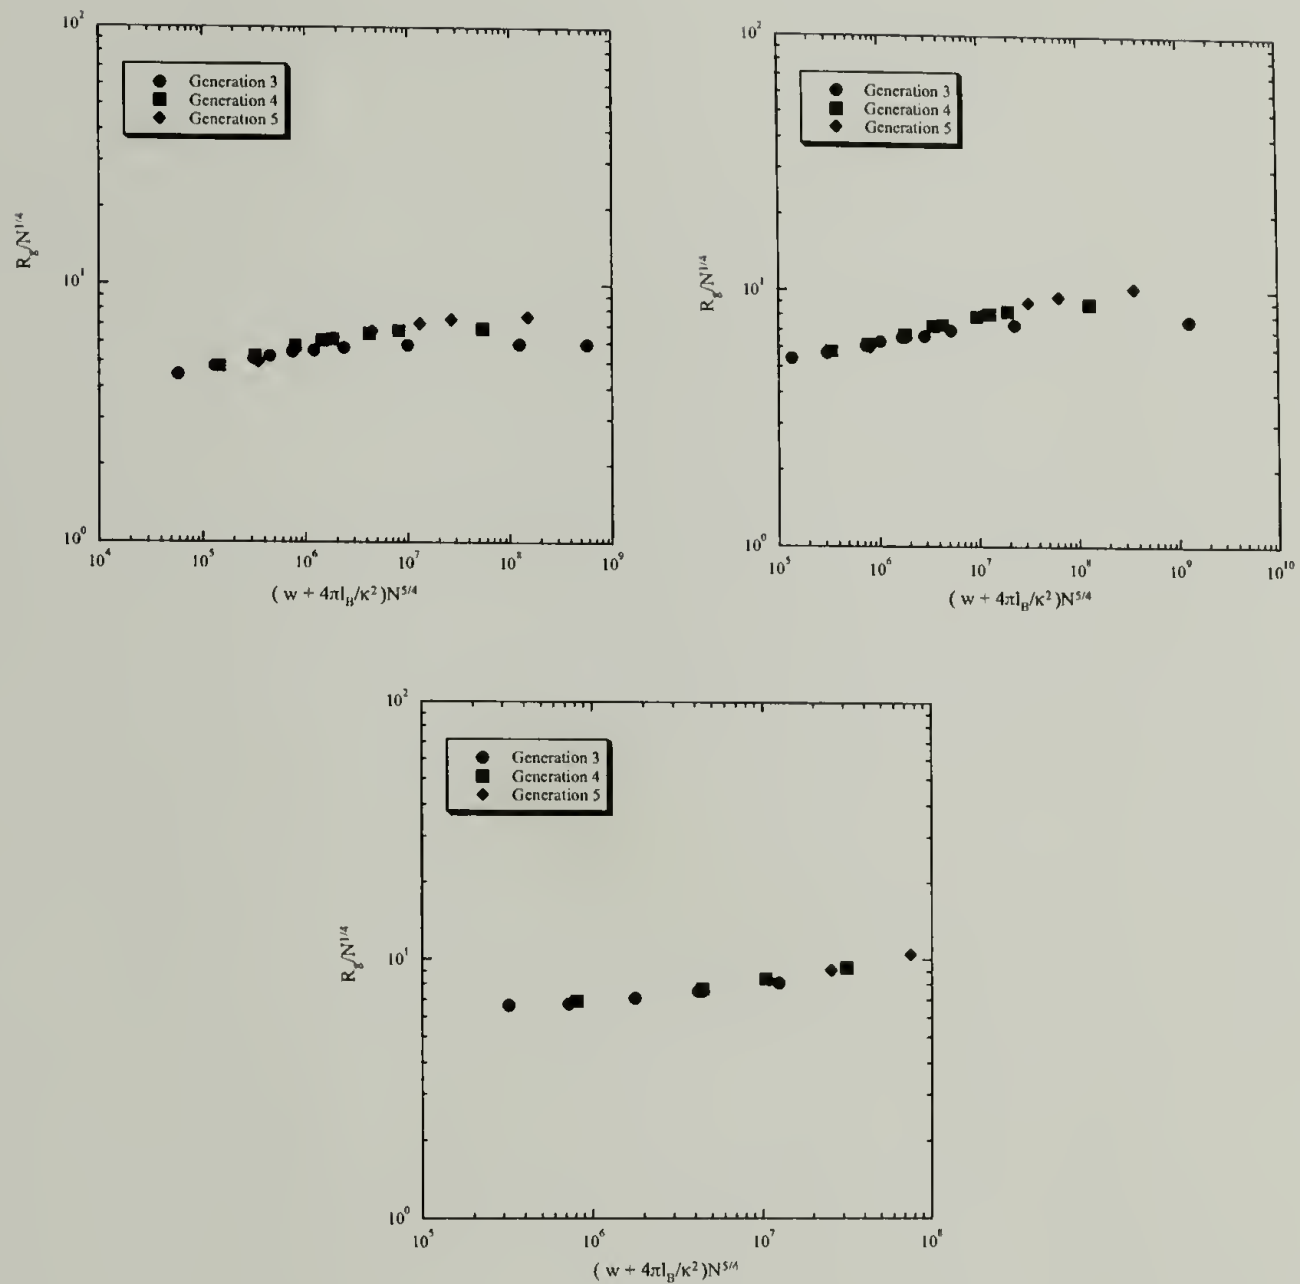 10²
Generation 3
Generation 4
Generation 5
R_g/N^{1/4}
10¹
10⁰
10⁴ 10⁵ 10⁶ 10⁷ 10⁸ 10⁹
( w + 4πl_B/κ²)N^{5/4}
10²
Generation 3
Generation 4
Generation 5
R_g/N^{1/4}
10¹
10⁰
10⁵ 10⁶ 10⁷ 10⁸ 10⁹ 10¹⁰
( w + 4πl_B/κ²)N^{5/4}
10²
Generation 3
Generation 4
Generation 5
R_g/N^{1/4}
10¹
10⁰
10⁵ 10⁶ 10⁷ 10⁸
( w + 4πl_B/κ²)N^{5/4}